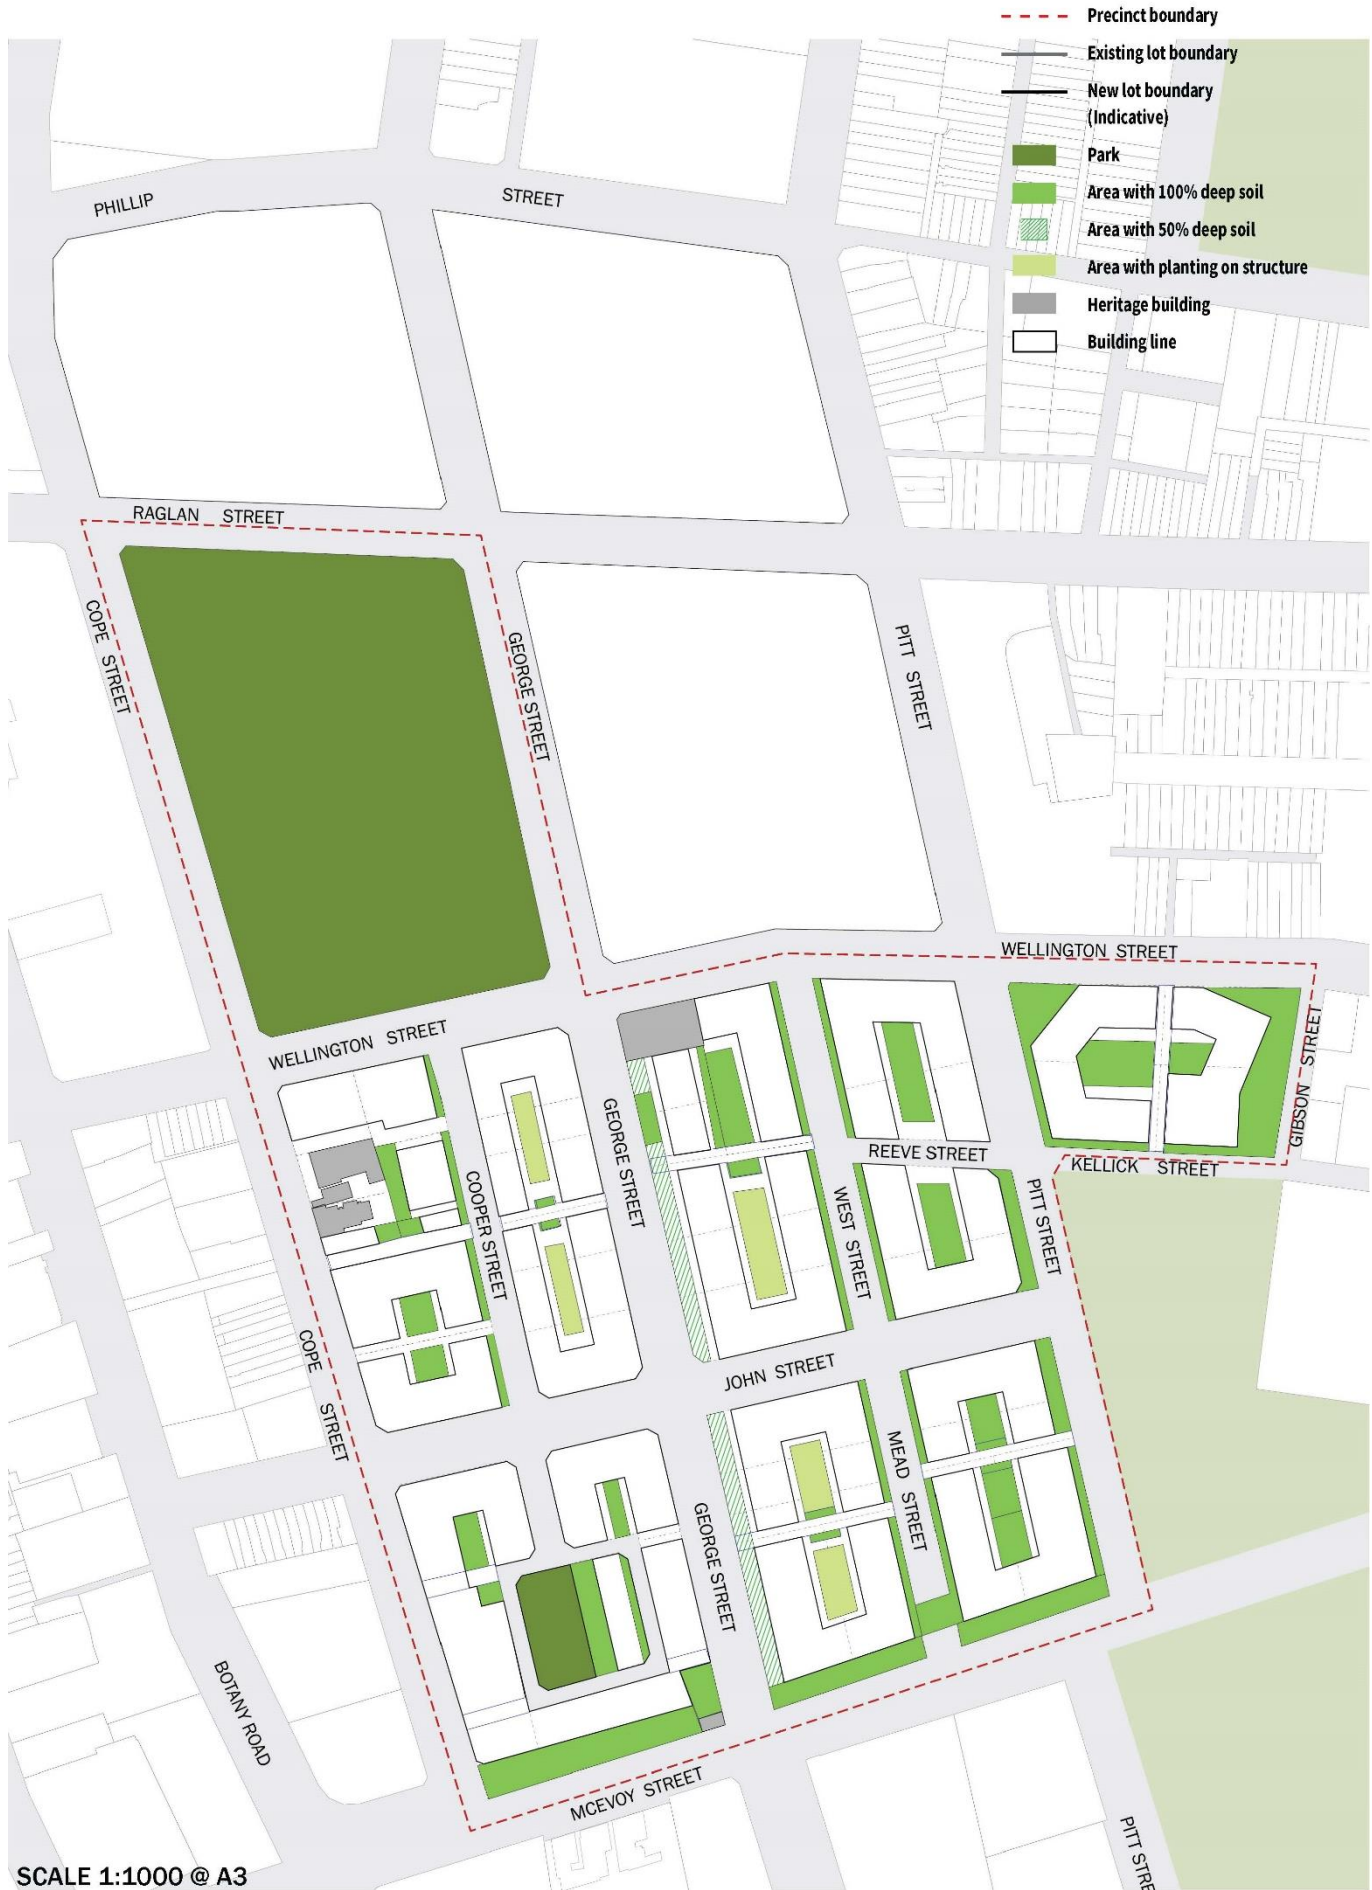 Precinct boundary
Existing lot boundary
New lot boundary
(Indicative)
Park
Area with 100% deep soil
Area with 50% deep soil
Area with planting on structure
Heritage building
Building line
PHILLIP STREET
RAGLAN STREET
COPE STREET
GEORGE STREET
PITT STREET
WELLINGTON STREET
WELLINGTON STREET
GIBSON STREET
GEORGE STREET
REEVE STREET
KELLICK STREET
COOPER STREET
WEST STREET
PITT STREET
COPE STREET
JOHN STREET
MEAD STREET
GEORGE STREET
BOTANY ROAD
MCEVOY STREET
PITT STRE
SCALE 1:1000 @ A3